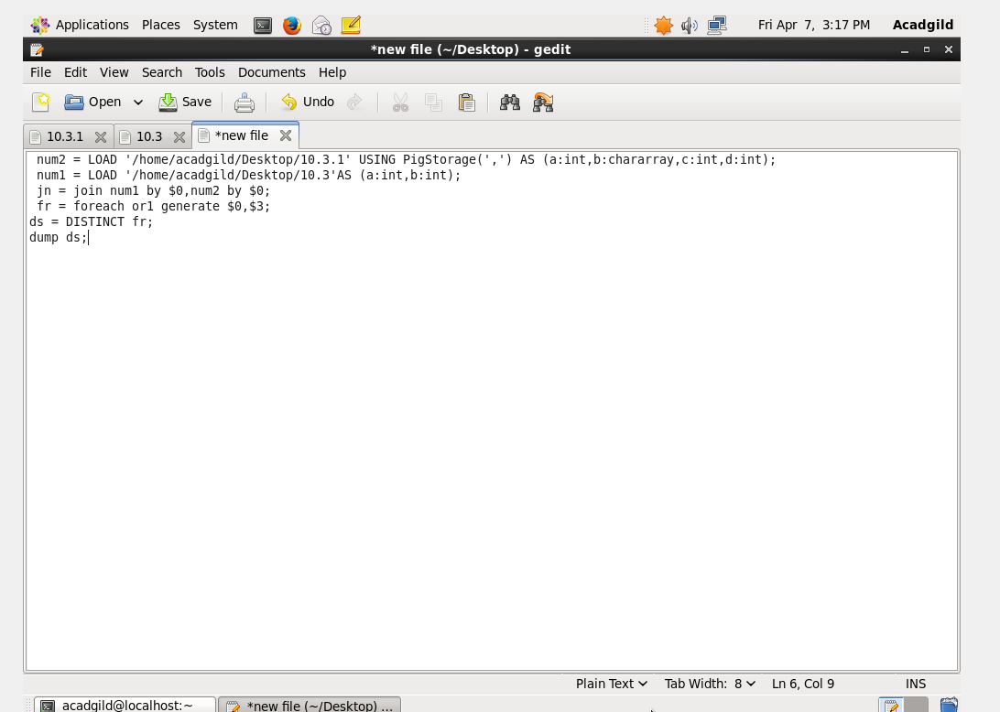 Applications Places System Fri Apr 7, 3:17 PM Acadgild
*new file (~/Desktop) - gedit
File Edit View Search Tools Documents Help
Open Save Undo
10.3.1 10.3 *new file
num2 = LOAD '/home/acadgild/Desktop/10.3.1' USING PigStorage(',') AS (a:int,b:chararray,c:int,d:int);
num1 = LOAD '/home/acadgild/Desktop/10.3'AS (a:int,b:int);
jn = join num1 by $0,num2 by $0;
fr = foreach or1 generate $0,$3;
ds = DISTINCT fr;
dump ds;
Plain Text Tab Width: 8 Ln 6, Col 9 INS
acadgild@localhost:~ *new file (~/Desktop) ...